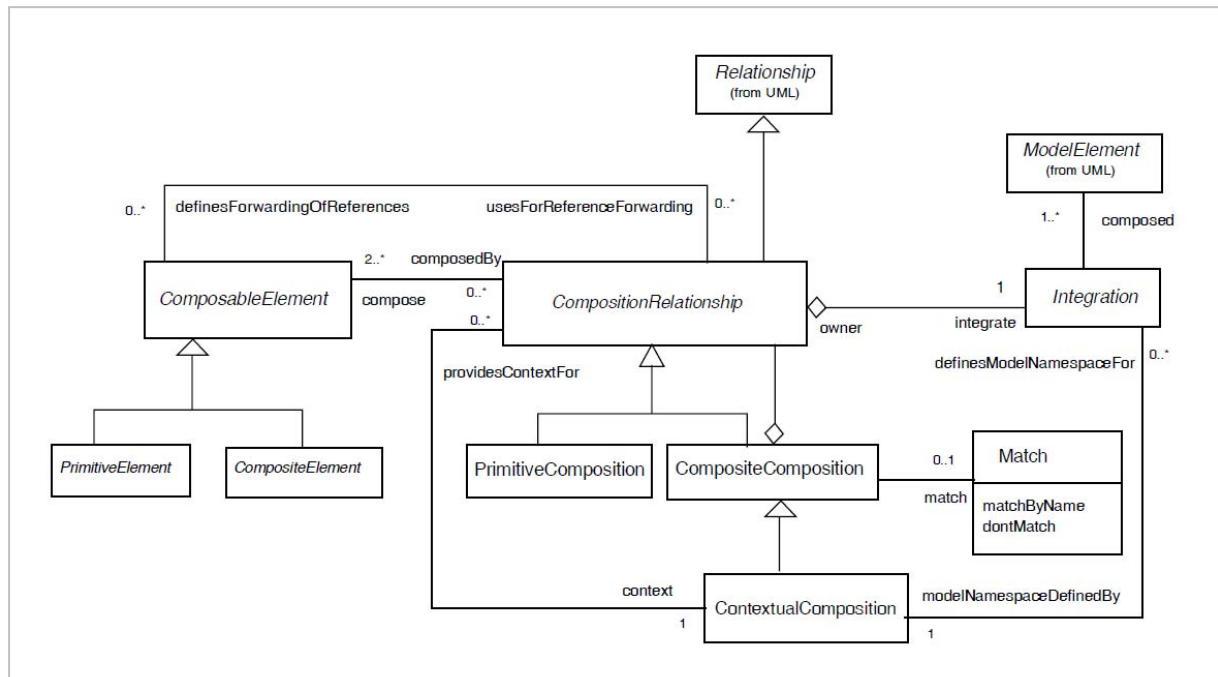 Relationship
(from UML)
ModelElement
(from UML)
0..*
definesForwardingOfReferences
usesForReferenceForwarding
0..*
1..*
composed
2..*
composedBy
ComposableElement
compose
0..*
CompositionRelationship
1
Integration
0..*
owner
integrate
providesContextFor
definesModelNamespaceFor
0..*
PrimitiveElement
CompositeElement
PrimitiveComposition
CompositeComposition
0..1
match
Match
matchByName
dontMatch
context
1
ContextualComposition
modelNamespaceDefinedBy
1